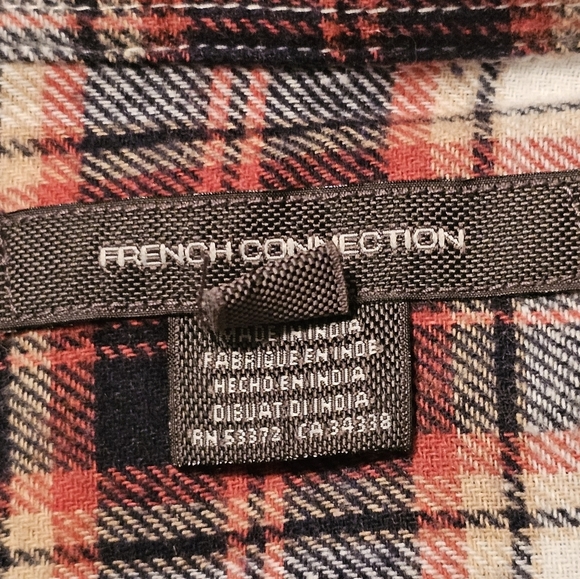 FRENCH CONNECTION
MADE IN INDIA
FABRIQUE EN INDE
HECHO EN INDIA
DIBUAT DI INDIA
RN 53372 CA 34338